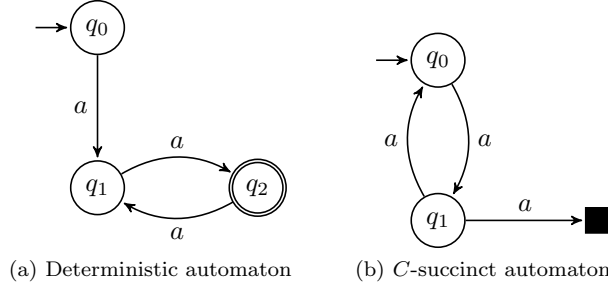 q0
q0
a
a
a
a
a
q1
q2
q1
a
(a) Deterministic automaton
(b) C-succinct automaton